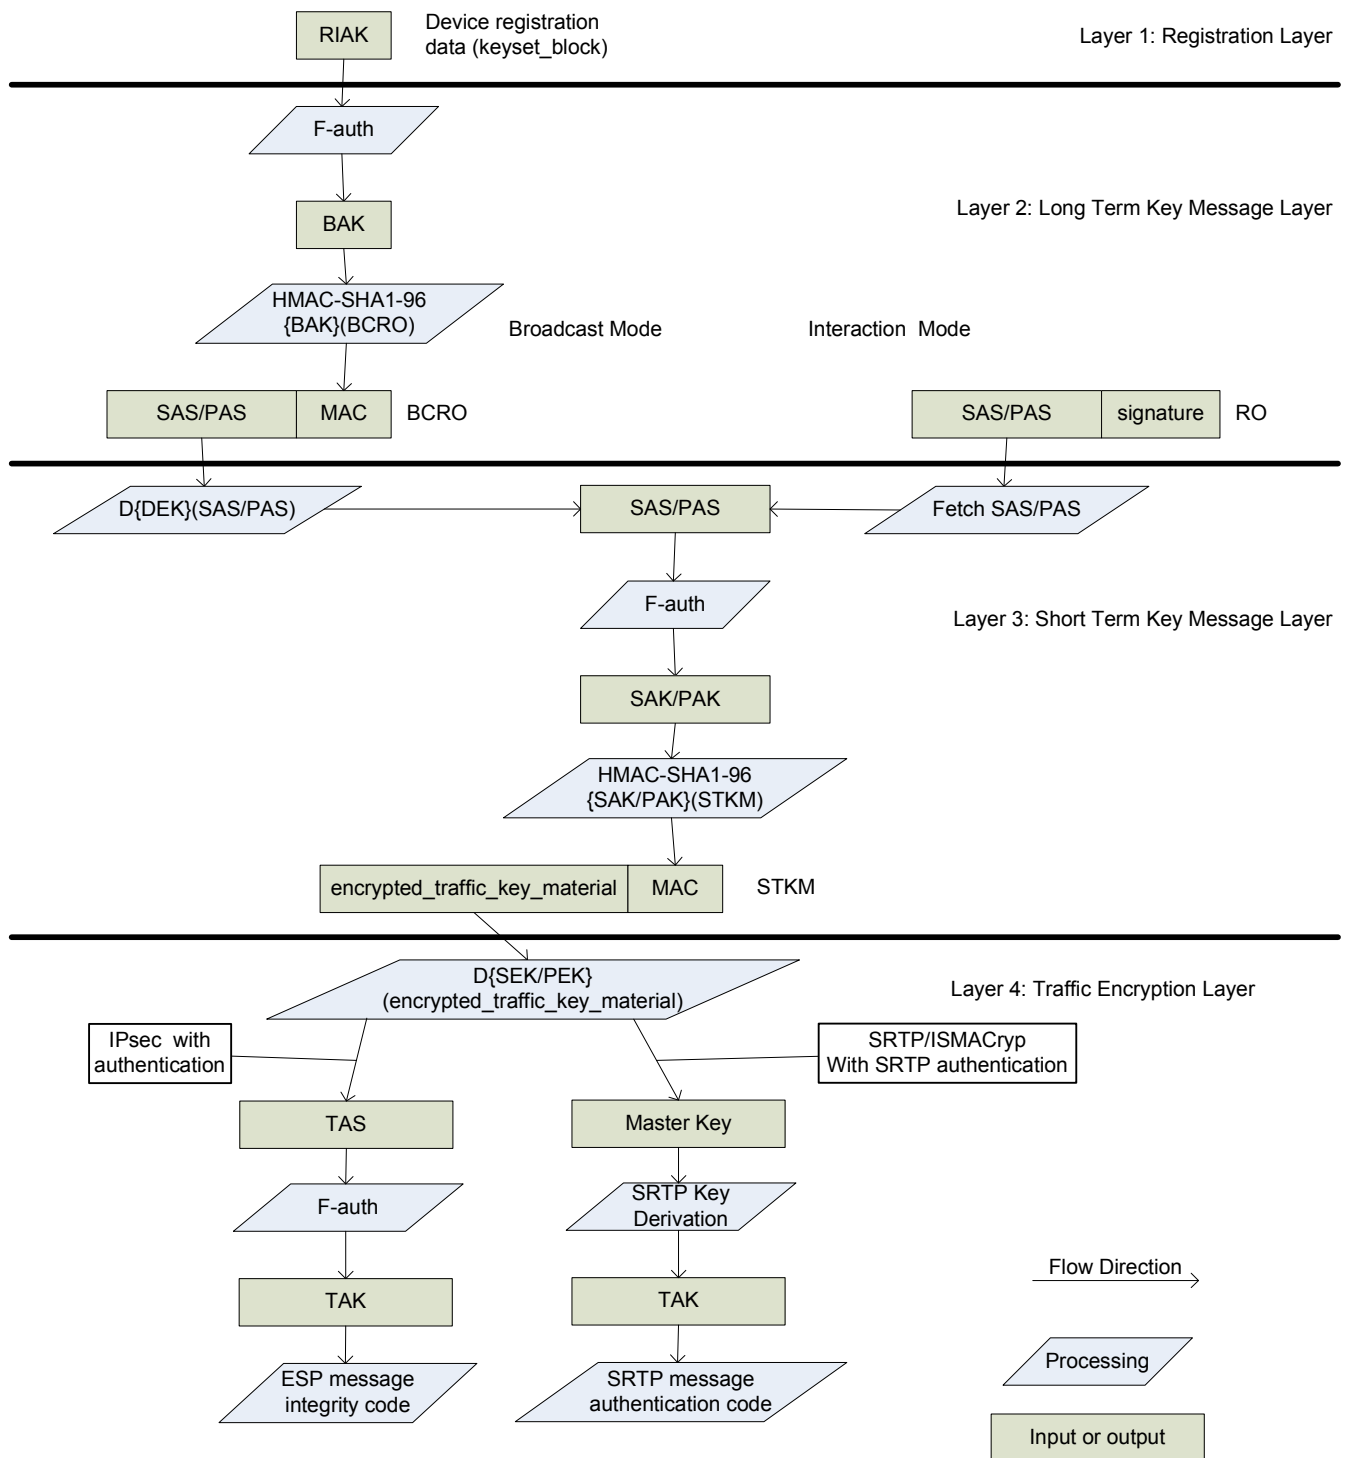 RIAK
Device registration
data (keyset_block)
Layer 1: Registration Layer
F-auth
BAK
Layer 2: Long Term Key Message Layer
HMAC-SHA1-96
{BAK}(BCRO)
Broadcast Mode
Interaction Mode
SAS/PAS
MAC
BCRO
SAS/PAS
signature
RO
D{DEK}(SAS/PAS)
SAS/PAS
Fetch SAS/PAS
F-auth
Layer 3: Short Term Key Message Layer
SAK/PAK
HMAC-SHA1-96
{SAK/PAK}(STKM)
encrypted_traffic_key_material
MAC
STKM
D{SEK/PEK}
(encrypted_traffic_key_material)
Layer 4: Traffic Encryption Layer
IPsec with
authentication
SRTP/ISMACryp
With SRTP authentication
TAS
Master Key
F-auth
SRTP Key
Derivation
Flow Direction
TAK
TAK
Processing
ESP message
integrity code
SRTP message
authentication code
Input or output